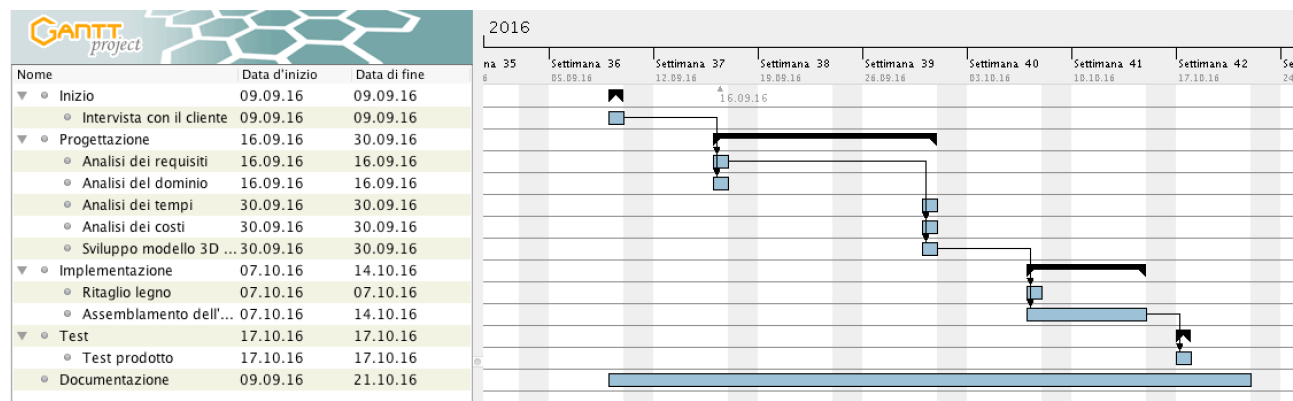 GANTT
project
2016
na 35 Settimana 36 Settimana 37 Settimana 38 Settimana 39 Settimana 40 Settimana 41 Settimana 42 Se
6 05.09.16 12.09.16 19.09.16 26.09.16 03.10.16 10.10.16 17.10.16 24
Nome Data d'inizio Data di fine
Inizio 09.09.16 09.09.16
16.09.16
Intervista con il cliente 09.09.16 09.09.16
Progettazione 16.09.16 30.09.16
Analisi dei requisiti 16.09.16 16.09.16
Analisi del dominio 16.09.16 16.09.16
Analisi dei tempi 30.09.16 30.09.16
Analisi dei costi 30.09.16 30.09.16
Sviluppo modello 3D ... 30.09.16 30.09.16
Implementazione 07.10.16 14.10.16
Ritaglio legno 07.10.16 07.10.16
Assemblamento dell'... 07.10.16 14.10.16
Test 17.10.16 17.10.16
Test prodotto 17.10.16 17.10.16
Documentazione 09.09.16 21.10.16